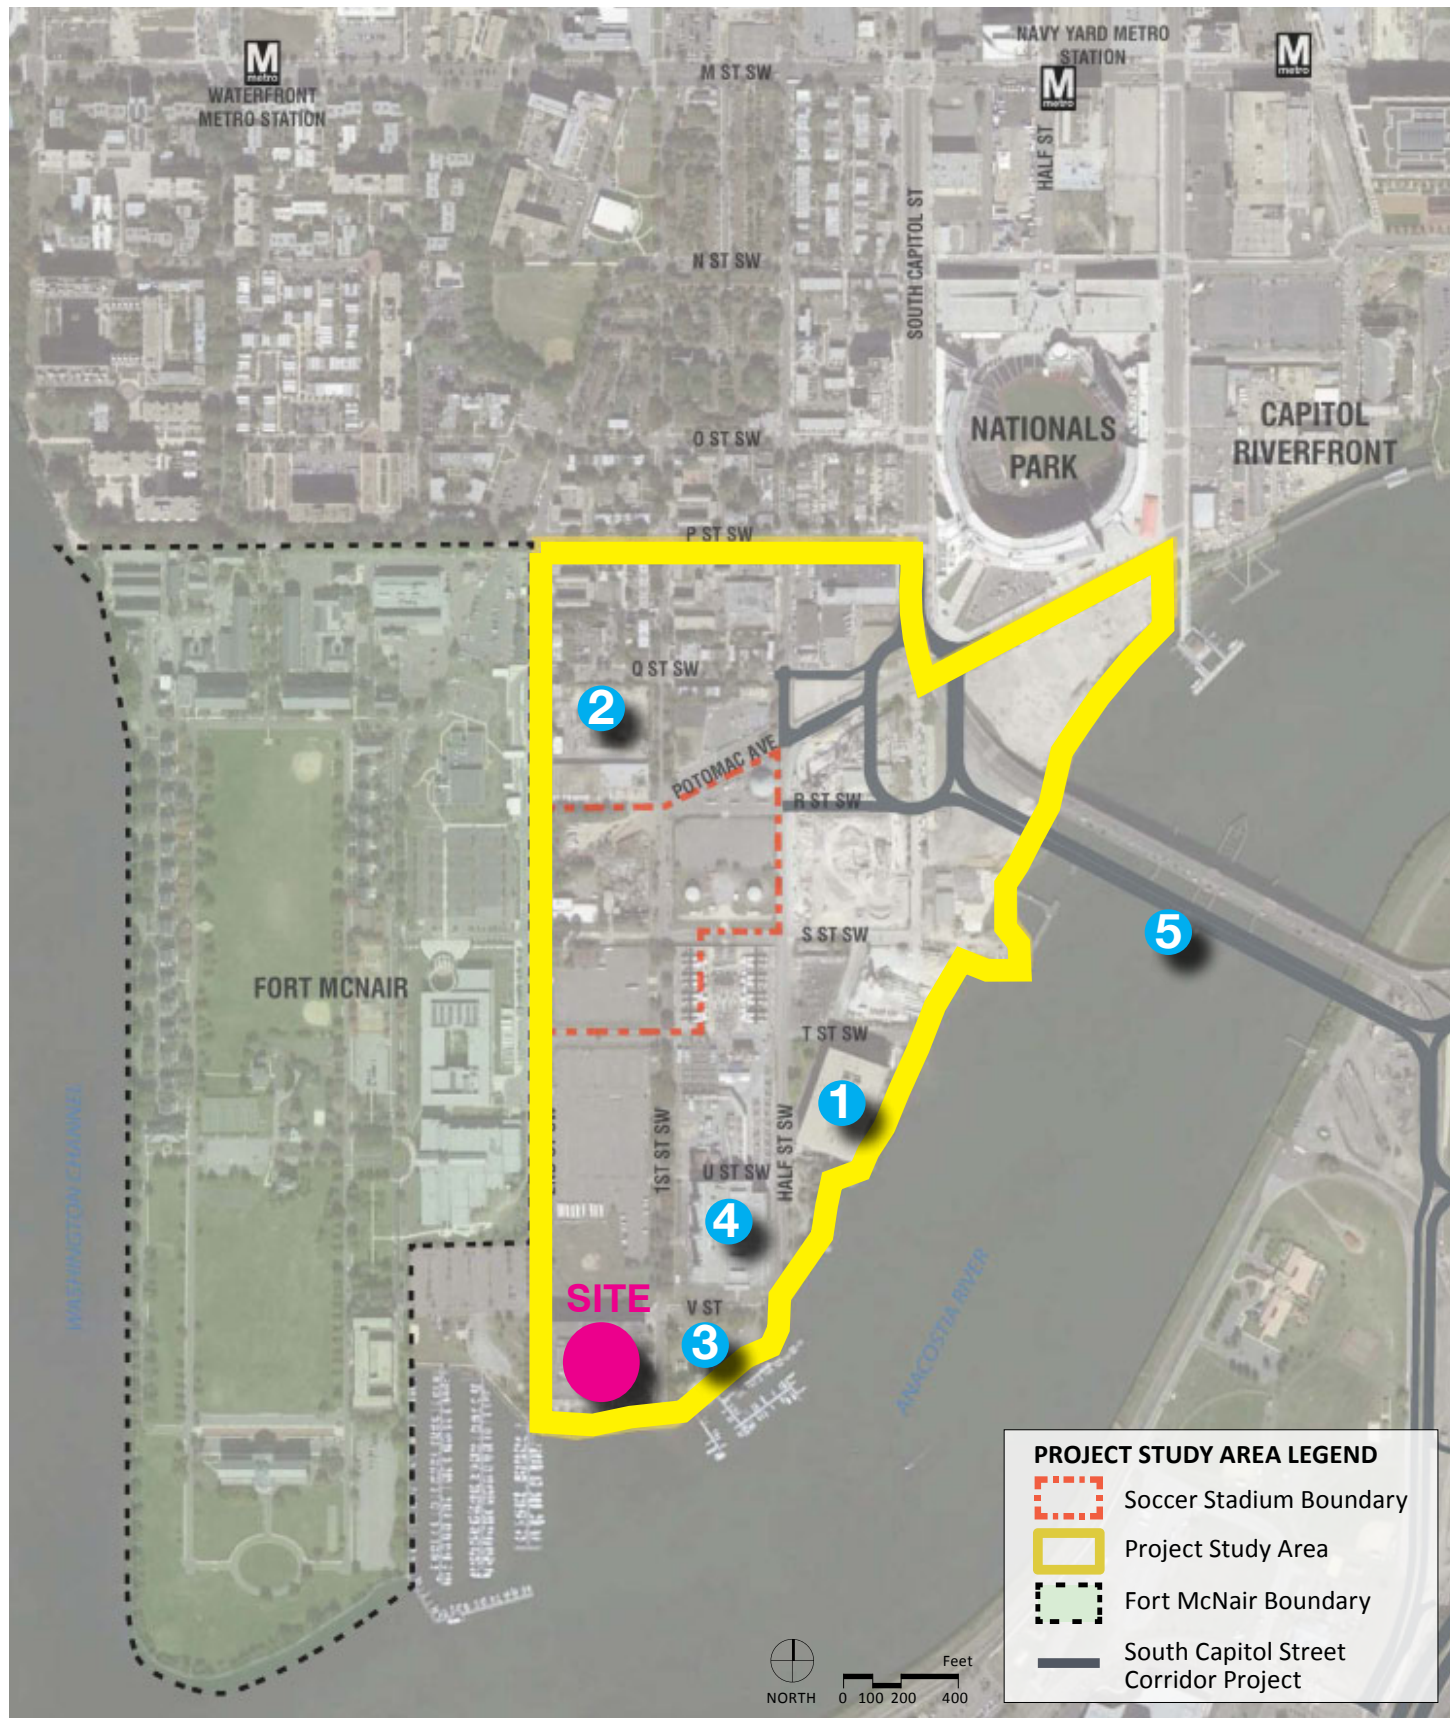 NAVY YARD METRO
STATION
M
metro
M
metro
M
metro
M ST SW
WATERFRONT
METRO STATION
HALF ST
SOUTH CAPITOL ST
N ST SW
NATIONALS
PARK
CAPITOL
RIVERFRONT
O ST SW
P ST SW
Q ST SW
2
POTOMAC AVE
R ST SW
5
S ST SW
FORT MCNAIR
T ST SW
1
WASHINGTON CHANNEL
1ST ST SW
HALF ST SW
U ST SW
4
ANACOSTIA RIVER
SITE
V ST
3
PROJECT STUDY AREA LEGEND
Soccer Stadium Boundary
Project Study Area
Fort McNair Boundary
South Capitol Street
Corridor Project
NORTH
Feet
0 100 200 400